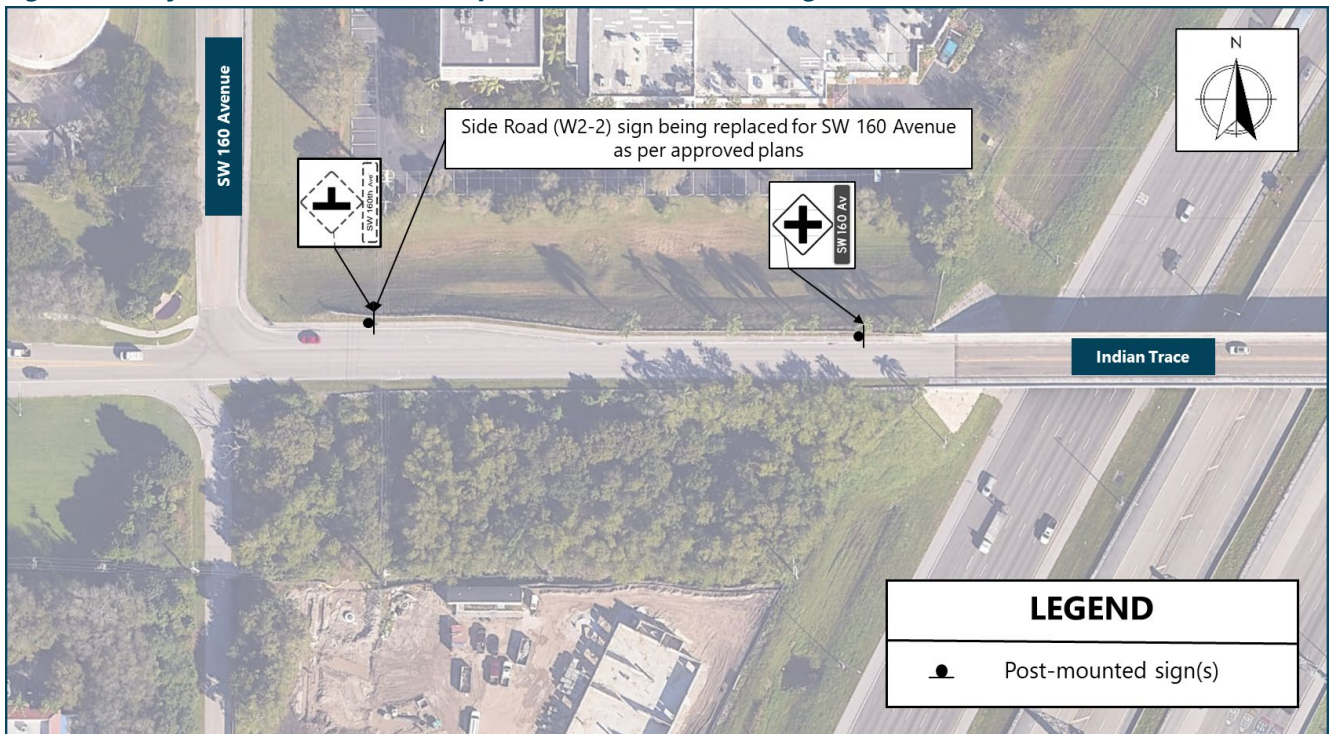 SW 160 Avenue
N
Side Road (W2-2) sign being replaced for SW 160 Avenue
as per approved plans
SW 160th Ave
SW 160 Av
Indian Trace
LEGEND
Post-mounted sign(s)